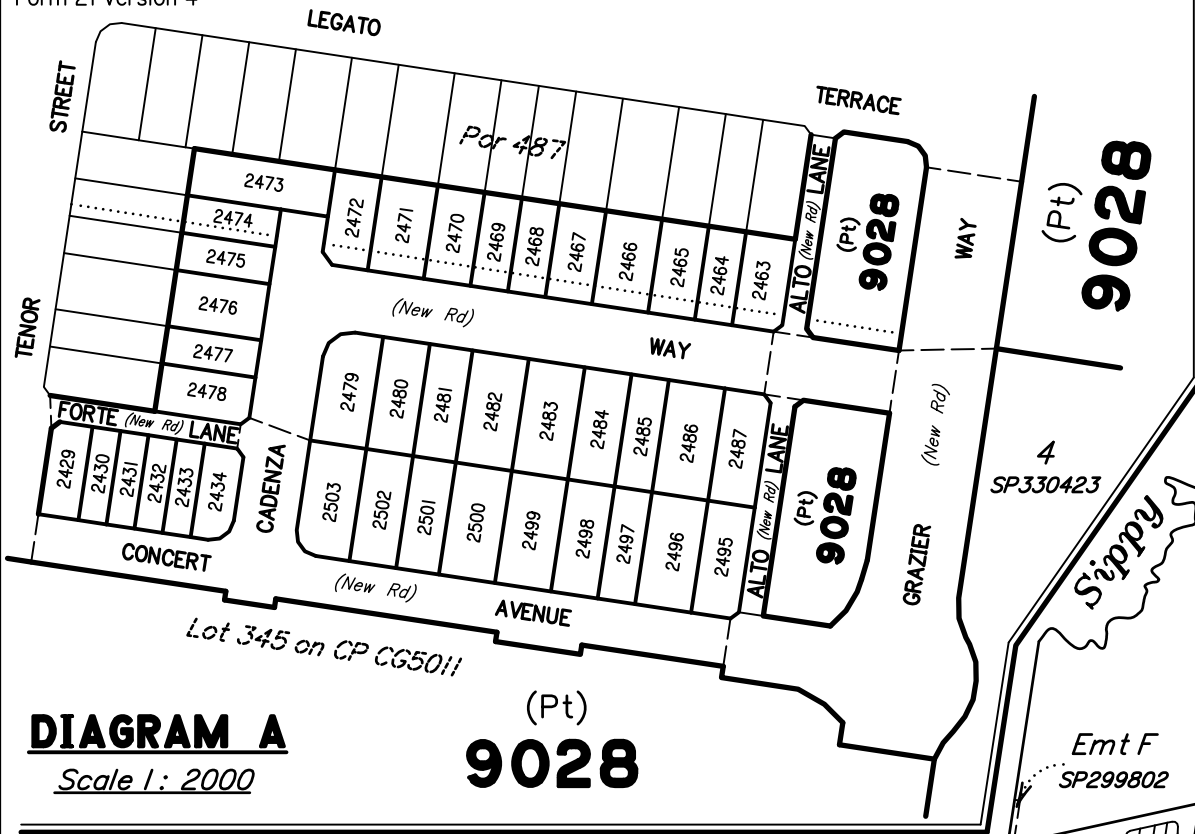 Form 21 Version 4
LEGATO
TERRACE
STREET
Por 487
ALTO (New Rd) LANE
(Pt)
9028
WAY
(Pt)
9028
2473
2474
2475
2476
2477
2478
2472
2471
2470
2469
2468
2467
2466
2465
2464
2463
(New Rd)
WAY
TENOR
FORTE (New Rd) LANE
2429
2430
2431
2432
2433
2434
CADENZA
2479
2480
2481
2482
2483
2484
2485
2486
2487
2503
2502
2501
2500
2499
2498
2497
2496
2495
ALTO (New Rd) LANE
(Pt)
9028
(New Rd)
GRAZIER
4
SP330423
Sippy
CONCERT
(New Rd)
AVENUE
Lot 345 on CP CG5011
(Pt)
9028
DIAGRAM A
Scale 1: 2000
Emt F
SP299802